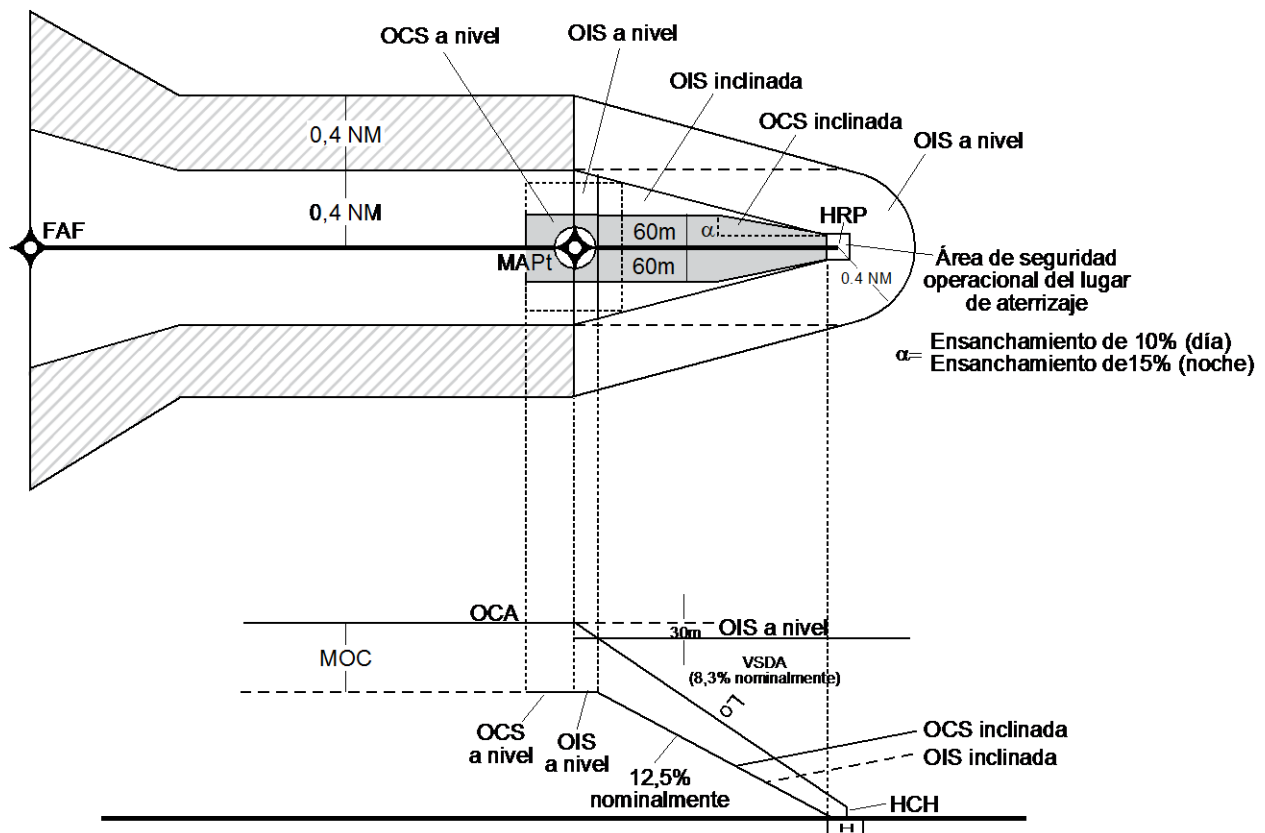 OCS a nivel
OIS a nivel
OIS inclinada
OCS inclinada
OIS a nivel
0,4 NM
0,4 NM
FAF
MAPt
60m
60m
α
HRP
0.4 NM
Área de seguridad
operacional del lugar
de aterrizaje
α= Ensanchamiento de 10% (día)
Ensanchamiento de15% (noche)
OCA
30m
OIS a nivel
MOC
VSDA
(8,3% nominalmente)
OCS
a nivel
OIS
a nivel
12,5%
nominalmente
OCS inclinada
OIS inclinada
HCH
H